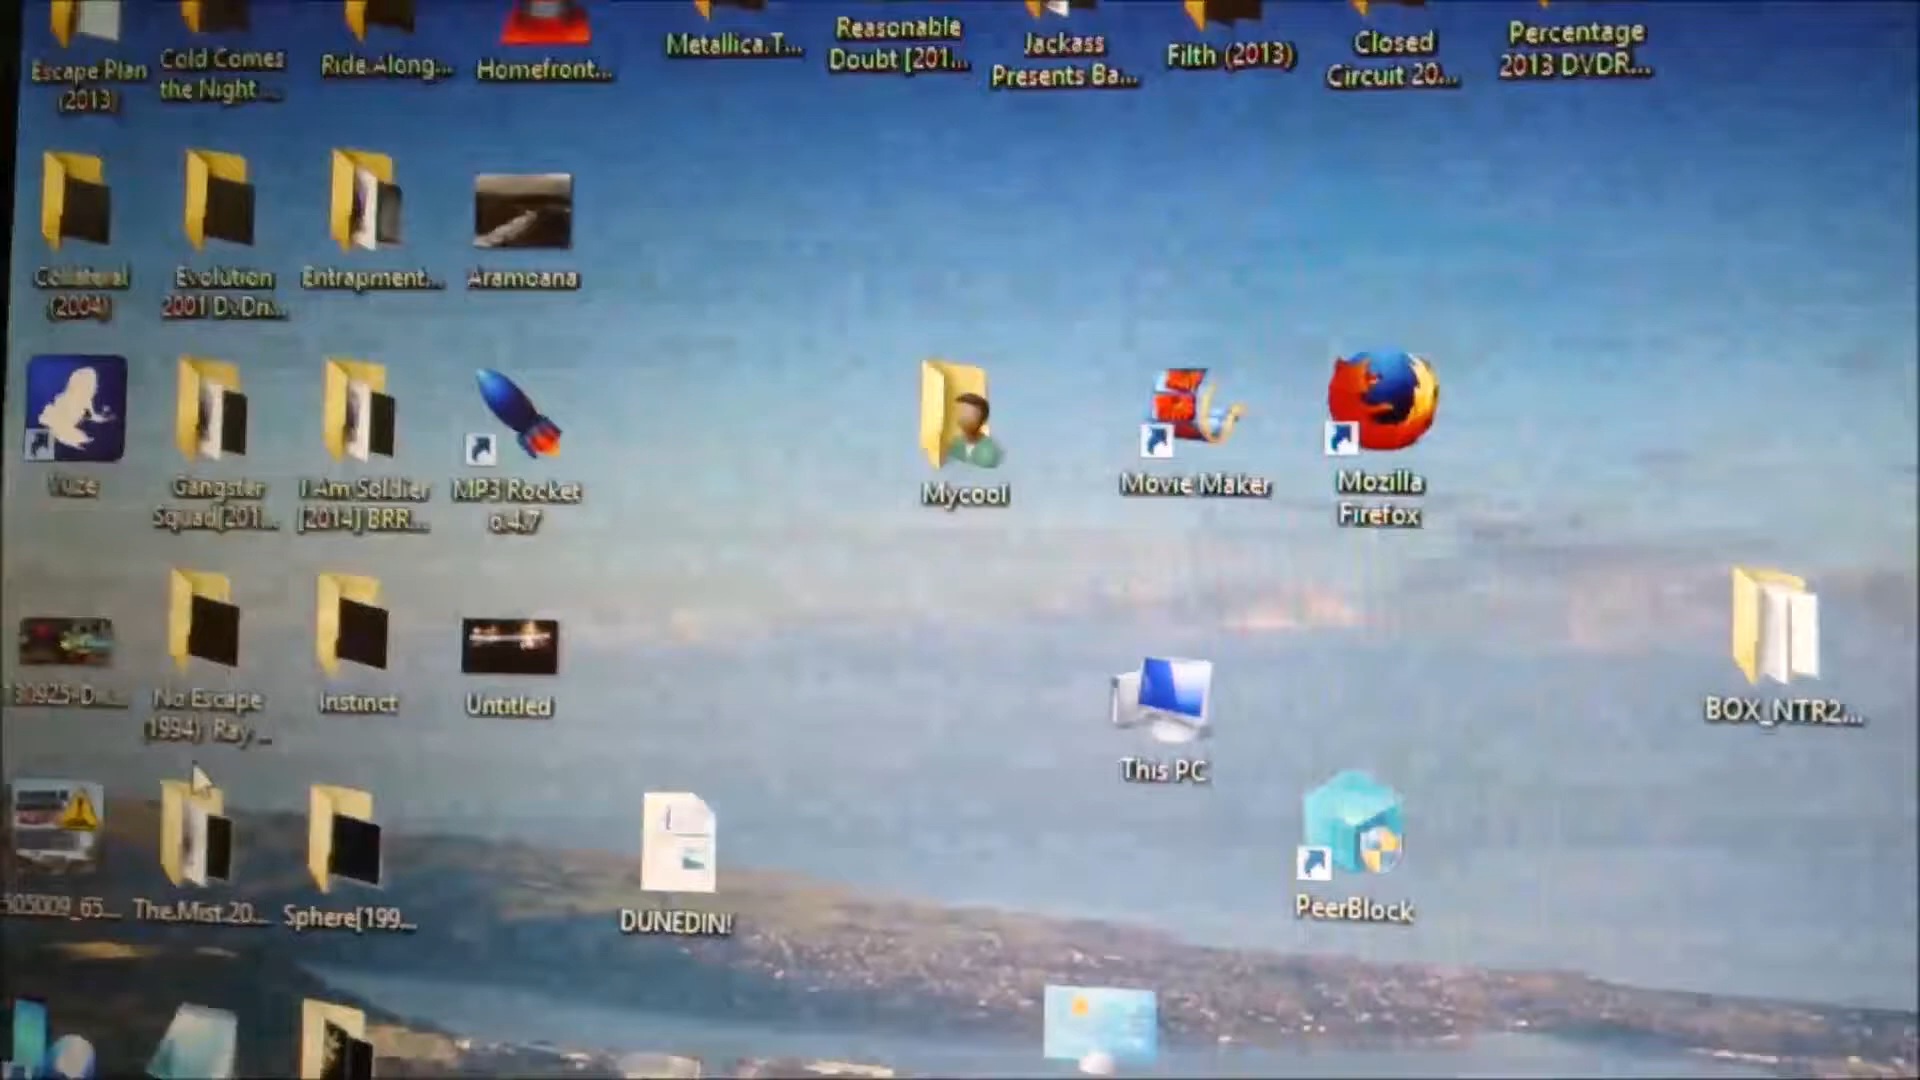 Escape Plan
(2013)
Cold Comes
the Night ...
Ride.Along...
Homefront...
Metallica.T...
Reasonable
Doubt [201...
Jackass
Presents Ba...
Filth (2013)
Closed
Circuit 20...
Percentage
2013 DVDR...
Collateral
(2004)
Evolution
2001 DvDri...
Entrapment...
Aramoana
Vuze
Gangster
Squad[201...
I Am Soldier
[2014] BRR...
MP3 Rocket
6.4.7
Mycool
Movie Maker
Mozilla
Firefox
130925-D...
No Escape
(1994) Ray ...
Instinct
Untitled
This PC
BOX_NTR2...
505009_65...
The.Mist.20...
Sphere[199...
DUNEDIN!
PeerBlock